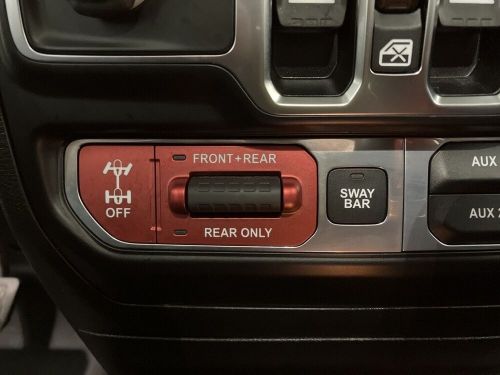 FRONT+REAR
OFF
REAR ONLY
SWAY
BAR
AUX
AUX 2